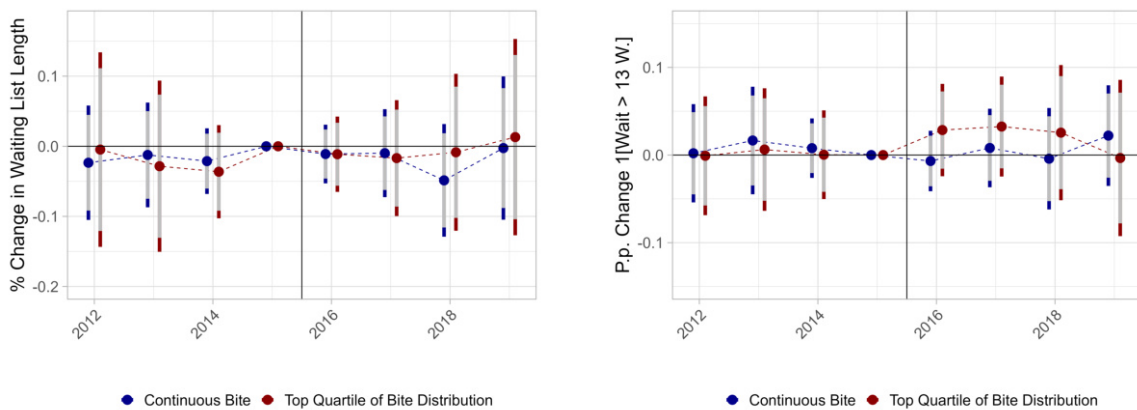 % Change in Waiting List Length
0.1
0.0
-0.1
-0.2
2012
2014
2016
2018
Continuous Bite
Top Quartile of Bite Distribution
P.p. Change 1[Wait > 13 W.]
0.1
0.0
-0.1
2012
2014
2016
2018
Continuous Bite
Top Quartile of Bite Distribution